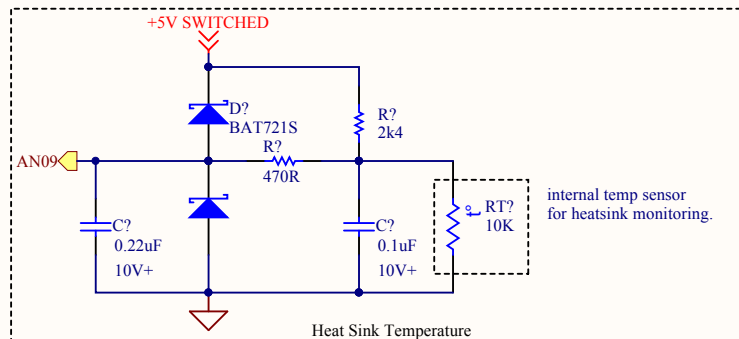 +5V SWITCHED
D?
BAT721S
R?
2k4
R?
470R
AN09
C?
0.22uF
10V+
C?
0.1uF
10V+
t°
RT?
10K
internal temp sensor
for heatsink monitoring.
Heat Sink Temperature